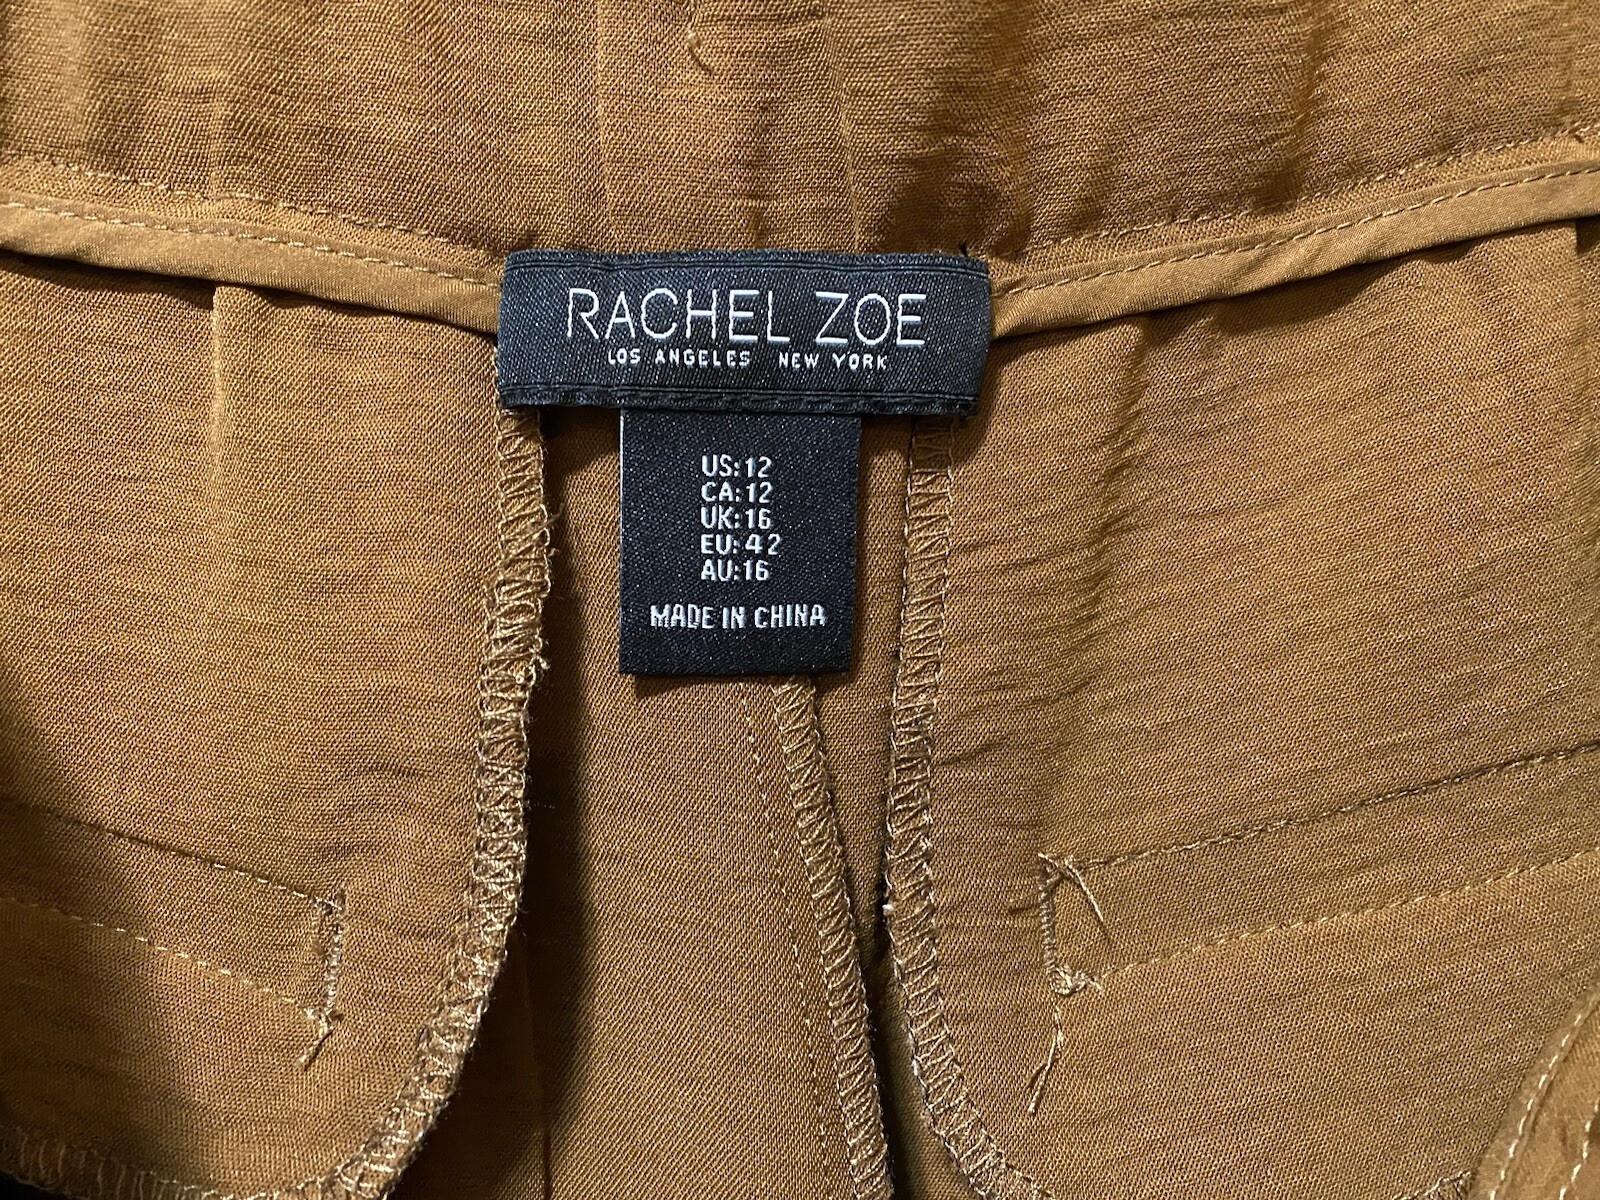 RACHEL ZOE
LOS ANGELES NEW YORK
US:12
CA:12
UK:16
EU:42
AU:16
MADE IN CHINA